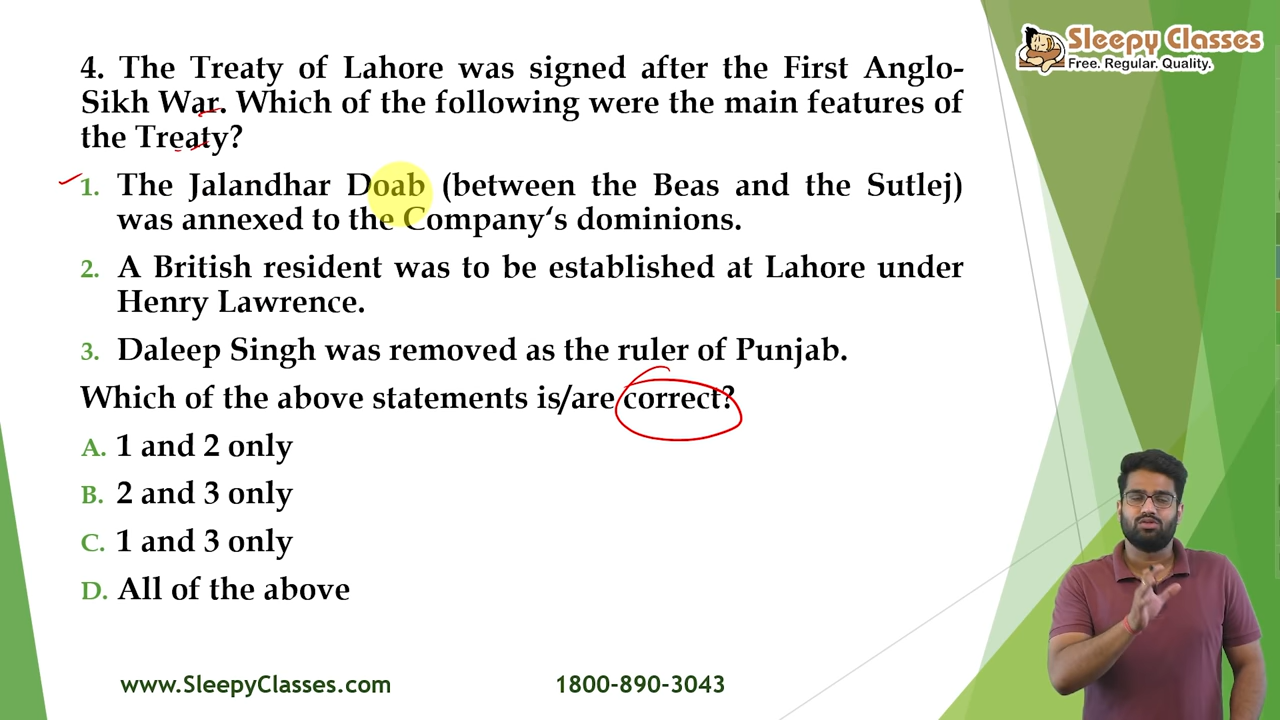 Sleepy Classes
Free. Regular. Quality.
4. The Treaty of Lahore was signed after the First Anglo-
Sikh War. Which of the following were the main features of
the Treaty?
1. The Jalandhar Doab (between the Beas and the Sutlej)
was annexed to the Company‘s dominions.
2. A British resident was to be established at Lahore under
Henry Lawrence.
3. Daleep Singh was removed as the ruler of Punjab.
Which of the above statements is/are correct?
A. 1 and 2 only
B. 2 and 3 only
C. 1 and 3 only
D. All of the above
www.SleepyClasses.com 1800-890-3043